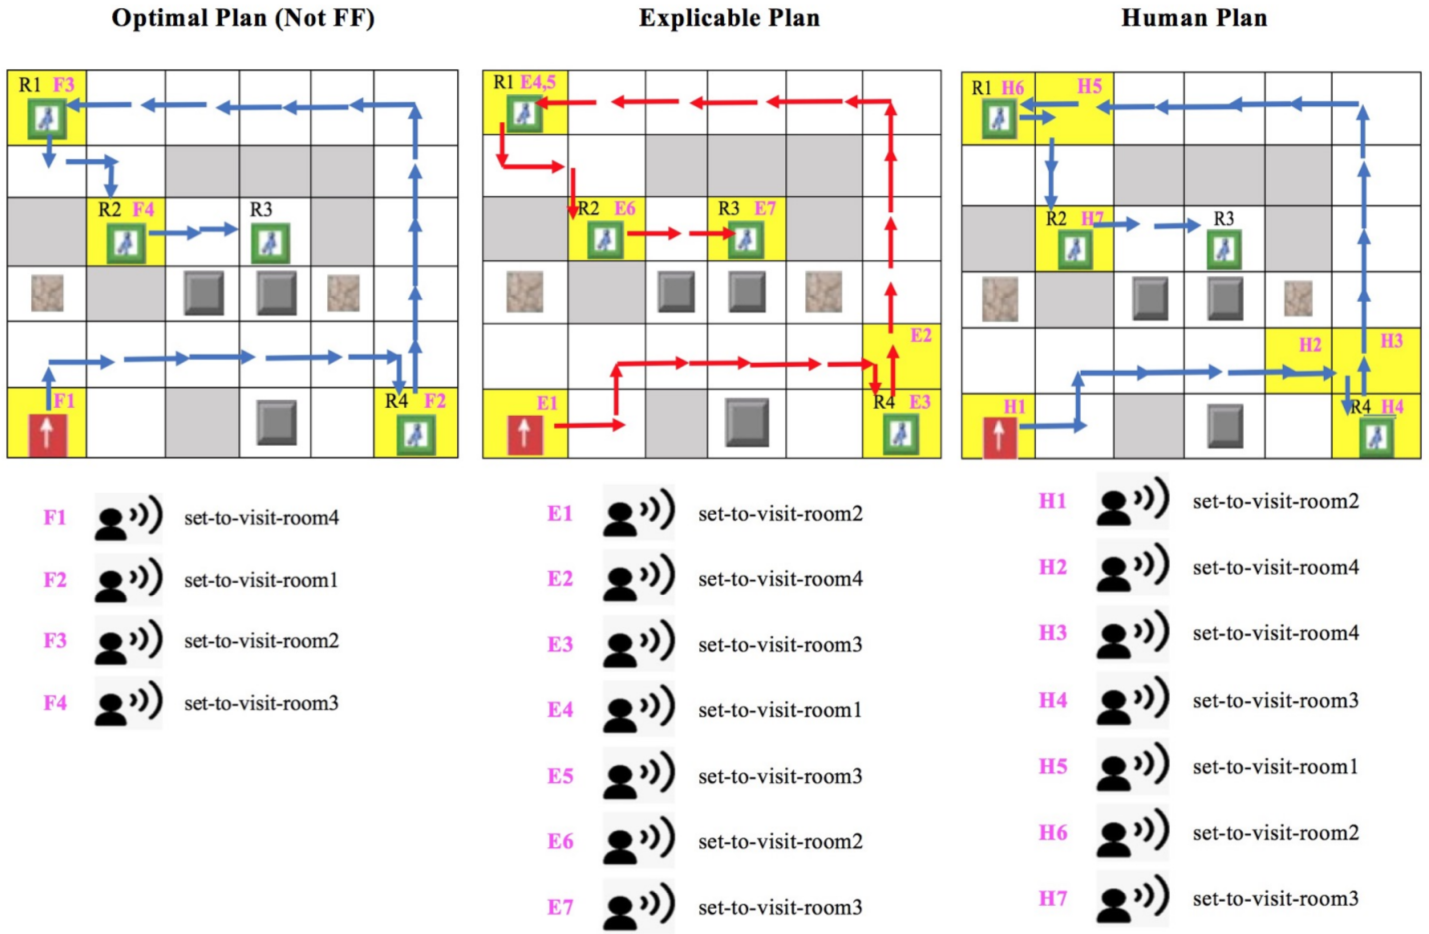 Optimal Plan (Not FF)
Explicable Plan
Human Plan
R1 F3
R2 F4
R3
F1
R4 F2
R1 E4,5
R2 E6
R3 E7
E2
E1
R4 E3
R1 H6
H5
R2 H7
R3
H2
H3
H1
R4 H4
F1 set-to-visit-room4
F2 set-to-visit-room1
F3 set-to-visit-room2
F4 set-to-visit-room3
E1 set-to-visit-room2
E2 set-to-visit-room4
E3 set-to-visit-room3
E4 set-to-visit-room1
E5 set-to-visit-room3
E6 set-to-visit-room2
E7 set-to-visit-room3
H1 set-to-visit-room2
H2 set-to-visit-room4
H3 set-to-visit-room4
H4 set-to-visit-room3
H5 set-to-visit-room1
H6 set-to-visit-room2
H7 set-to-visit-room3